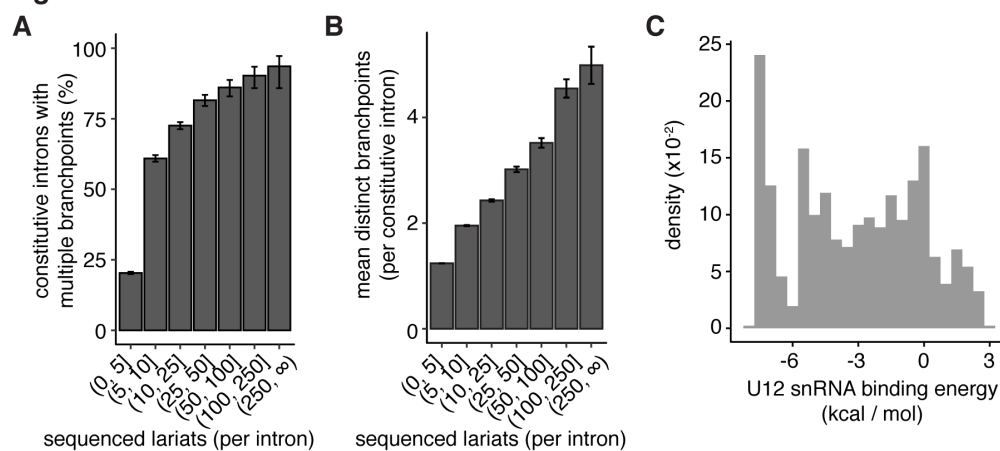 A
constitutive introns with
multiple branchpoints (%)
100
75
50
25
0
(0, 5]
(5, 10]
(10, 25]
(25, 50]
(50, 100]
(100, 250]
(250, ∞)
sequenced lariats (per intron)
B
mean distinct branchpoints
(per constitutive intron)
4
2
0
(0, 5]
(5, 10]
(10, 25]
(25, 50]
(50, 100]
(100, 250]
(250, ∞)
sequenced lariats (per intron)
C
density (x10⁻²)
25
20
15
10
5
0
-6
-3
0
3
U12 snRNA binding energy
(kcal / mol)